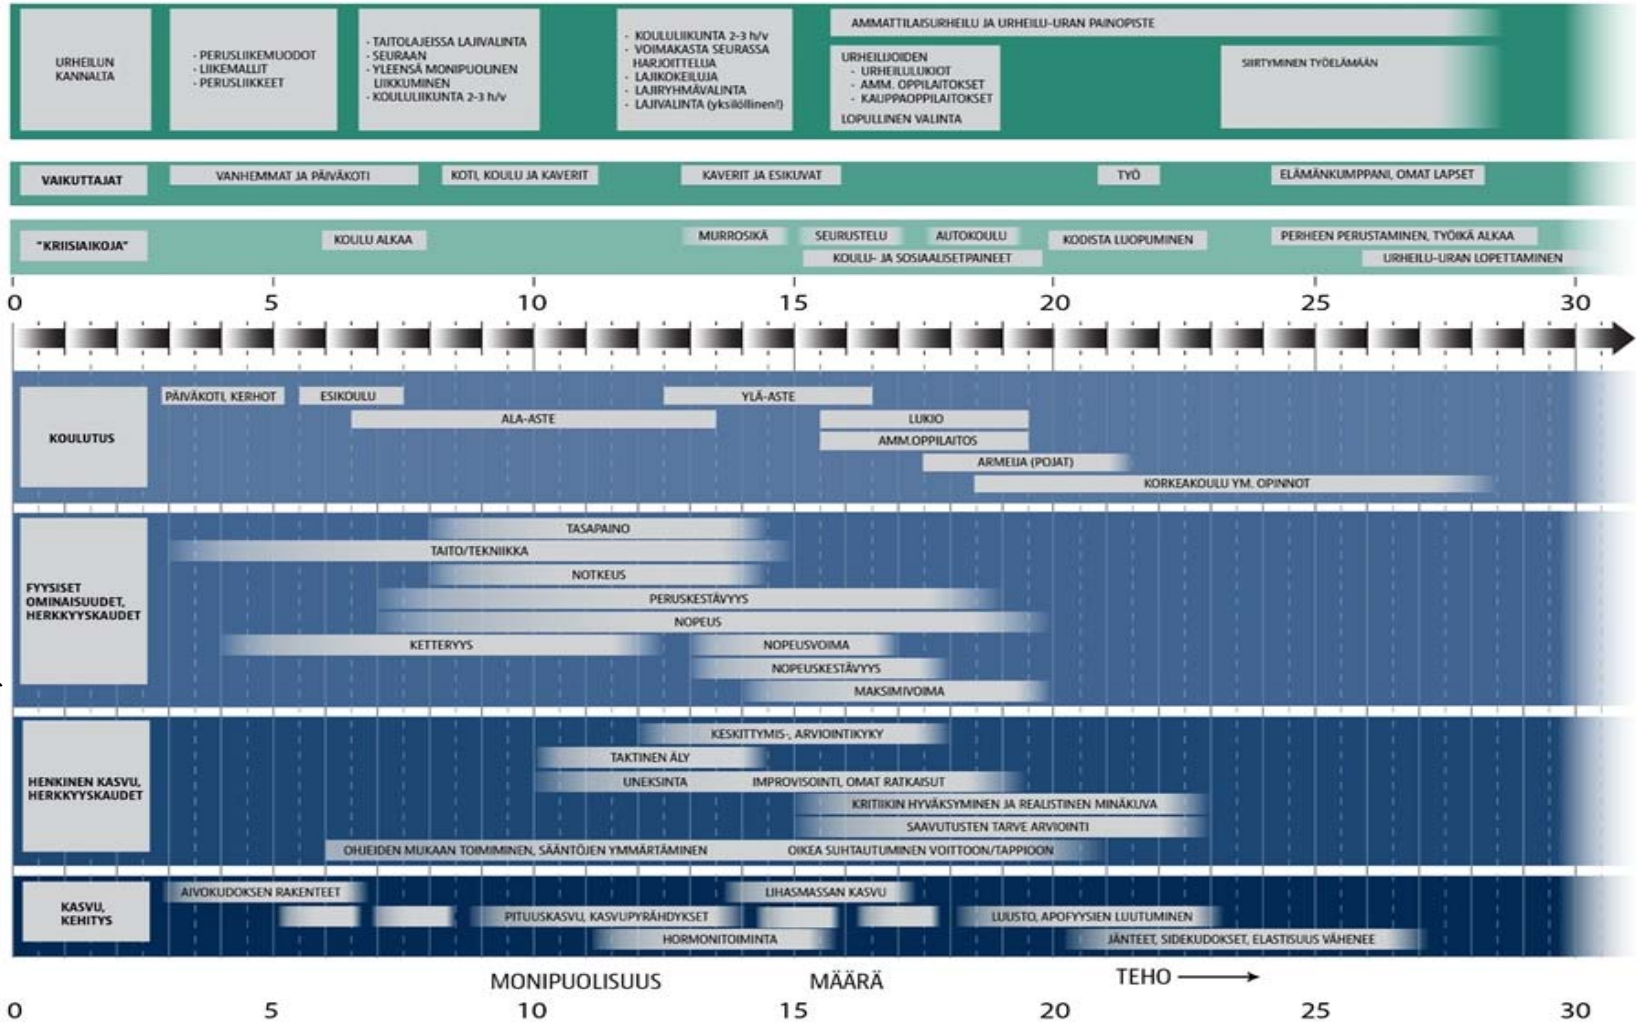 URHEILUN
KANNALTA
- PERUSLIIKEMUODOT
- LIIKEMALLIT
- PERUSLIIKKEET
- TAITOLAJEISSA LAJIVALINTA
- SEURAAN
- YLEENSÄ MONIPUOLINEN
LIIKKUMINEN
- KOULULIIKUNTA 2-3 h/v
- KOULULIIKUNTA 2-3 h/v
- VOIMAKASTA SEURASSA
HARJOITTELUA
- LAJIKOKEILUJA
- LAJIRYHMÄVALINTA
- LAJIVALINTA (yksilöllinen!)
AMMATTILAISURHEILU JA URHEILU-URAN PAINOPISTE
URHEILIJOIDEN
- URHEILULUKIOT
- AMM. OPPILAITOKSET
- KAUPPAOPPILAITOKSET
LOPULLINEN VALINTA
SIIRTYMINEN TYÖELÄMÄÄN
VAIKUTTAJAT
VANHEMMAT JA PÄIVÄKOTI
KOTI, KOULU JA KAVERIT
KAVERIT JA ESIKUVAT
TYÖ
ELÄMÄNKUMPPANI, OMAT LAPSET
"KRIISIAIKOJA"
KOULU ALKAA
MURROSIKÄ
SEURUSTELU
AUTOKOULU
KODISTA LUOPUMINEN
PERHEEN PERUSTAMINEN, TYÖIKÄ ALKAA
KOULU- JA SOSIAALISETPAINEET
URHEILU-URAN LOPETTAMINEN
0 5 10 15 20 25 30
KOULUTUS
PÄIVÄKOTI, KERHOT
ESIKOULU
YLÄ-ASTE
ALA-ASTE
LUKIO
AMM.OPPILAITOS
ARMEIJA (POJAT)
KORKEAKOULU YM. OPINNOT
FYYSISET
OMINAISUUDET,
HERKKYYSKAUDET
TASAPAINO
TAITO/TEKNIIKKA
NOTKEUS
PERUSKESTÄVYYS
NOPEUS
KETTERYYS
NOPEUSVOIMA
NOPEUSKESTÄVYYS
MAKSIMIVOIMA
HENKINEN KASVU,
HERKKYYSKAUDET
KESKITTYMIS-, ARVIOINTIKYKY
TAKTINEN ÄLY
UNEKSINTA
IMPROVISOINTI, OMAT RATKAISUT
KRITIIKIN HYVÄKSYMINEN JA REALISTINEN MINÄKUVA
SAAVUTUSTEN TARVE ARVIOINTI
OHJEIDEN MUKAAN TOIMIMINEN, SÄÄNTÖJEN YMMÄRTÄMINEN
OIKEA SUHTAUTUMINEN VOITTOON/TAPPIOON
KASVU,
KEHITYS
AIVOKUDOKSEN RAKENTEET
LIHASMASSAN KASVU
PITUUSKASVU, KASVUPYRÄHDYKSET
LUUSTO, APOFYYSIEN LUUTUMINEN
HORMONITOIMINTA
JÄNTEET, SIDEKUDOKSET, ELASTISUUS VÄHENEE
MONIPUOLISUUS
MÄÄRÄ
TEHO
0 5 10 15 20 25 30